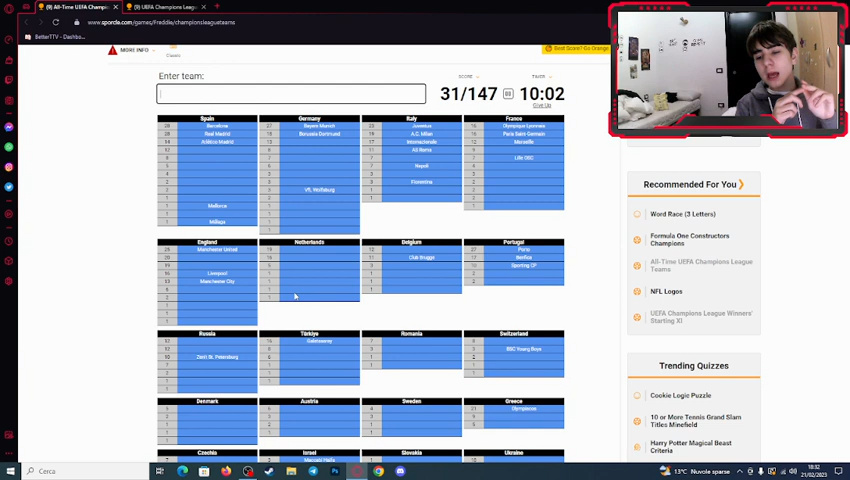 (9) All-Time UEFA Champi
(9) UEFA Champions Leagu
www.sporcle.com/games/Freddie/championsleagueteams
BetterTTV - Dashbo...
MORE INFO
Classic
Best Score? Go Orange
Enter team:
SCORE
TIMER
31/147
10:02
Give Up
Spain
Barcelona
Real Madrid
Atlético Madrid
Mallorca
Málaga
Germany
Bayern Munich
Borussia Dortmund
VfL Wolfsburg
Italy
Juventus
A.C. Milan
Internazionale
AS Roma
Napoli
Fiorentina
France
Olympique Lyonnais
Paris Saint-Germain
Marseille
Lille OSC
England
Manchester United
Liverpool
Manchester City
Netherlands
Belgium
Club Brugge
Portugal
Porto
Benfica
Sporting CP
Russia
Zenit St. Petersburg
Türkiye
Galatasaray
Romania
Switzerland
BSC Young Boys
Denmark
Austria
Sweden
Greece
Olympiacos
Czechia
Israel
Maccabi Haifa
Slovakia
Ukraine
Recommended For You
Word Race (3 Letters)
Formula One Constructors
Champions
All-Time UEFA Champions League
Teams
NFL Logos
UEFA Champions League Winners'
Starting XI
Trending Quizzes
Cookie Logic Puzzle
10 or More Tennis Grand Slam
Titles Minefield
Harry Potter Magical Beast
Criteria
Cerca
13°C Nuvole sparse
18:32
21/02/2023